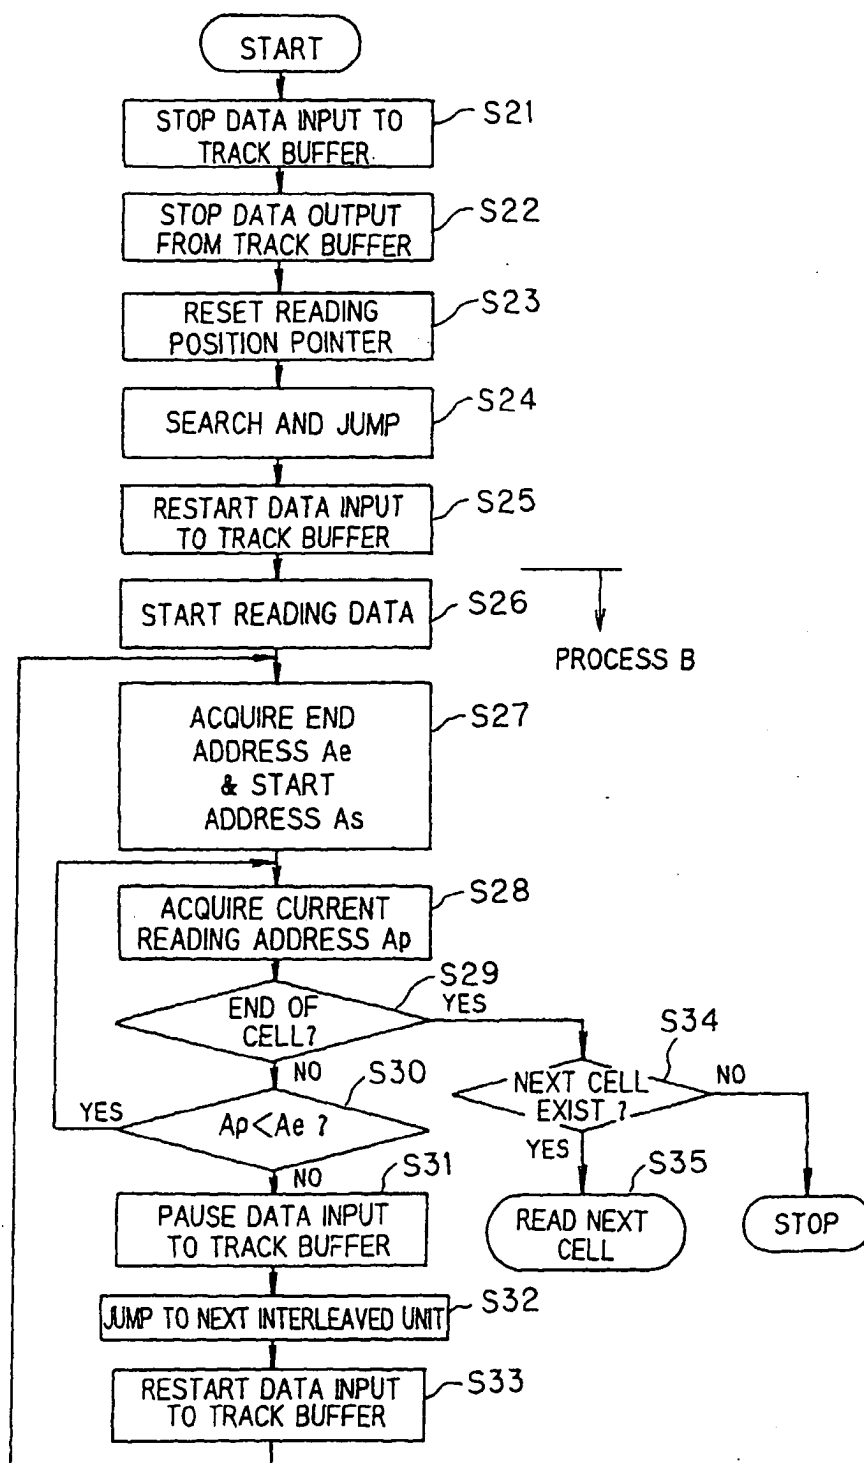 START
STOP DATA INPUT TO
TRACK BUFFER
S21
STOP DATA OUTPUT
FROM TRACK BUFFER
S22
RESET READING
POSITION POINTER
S23
SEARCH AND JUMP
S24
RESTART DATA INPUT
TO TRACK BUFFER
S25
START READING DATA
S26
PROCESS B
ACQUIRE END
ADDRESS Ae
& START
ADDRESS As
S27
ACQUIRE CURRENT
READING ADDRESS Ap
S28
END OF
CELL?
S29
YES
NO
NEXT CELL
EXIST ?
S34
NO
YES
Ap<Ae ?
S30
YES
NO
READ NEXT
CELL
S35
STOP
PAUSE DATA INPUT
TO TRACK BUFFER
S31
JUMP TO NEXT INTERLEAVED UNIT
S32
RESTART DATA INPUT
TO TRACK BUFFER
S33